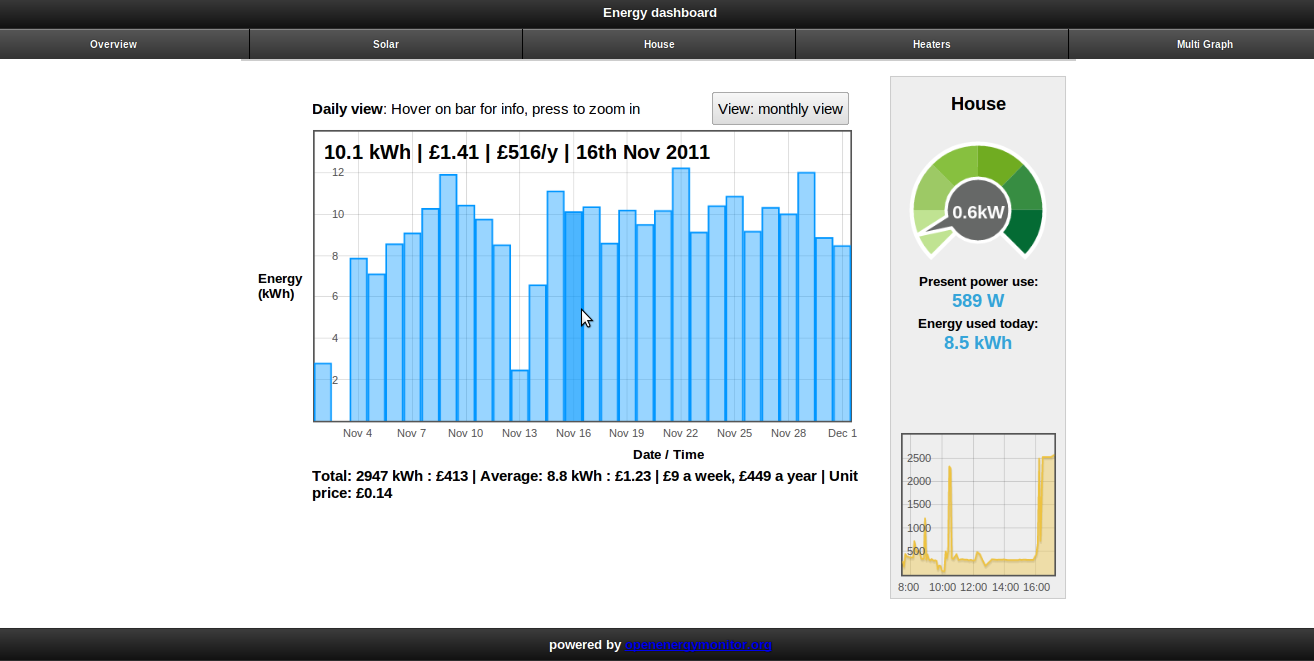 Energy dashboard
Overview
Solar
House
Heaters
Multi Graph
Daily view: Hover on bar for info, press to zoom in
View: monthly view
10.1 kWh | £1.41 | £516/y | 16th Nov 2011
12
10
8
6
4
2
Energy
(kWh)
Nov 4
Nov 7
Nov 10
Nov 13
Nov 16
Nov 19
Nov 22
Nov 25
Nov 28
Dec 1
Date / Time
Total: 2947 kWh : £413 | Average: 8.8 kWh : £1.23 | £9 a week, £449 a year | Unit
price: £0.14
House
0.6kW
Present power use:
589 W
Energy used today:
8.5 kWh
2500
2000
1500
1000
500
8:00
10:00
12:00
14:00
16:00
powered by openenergymonitor.org